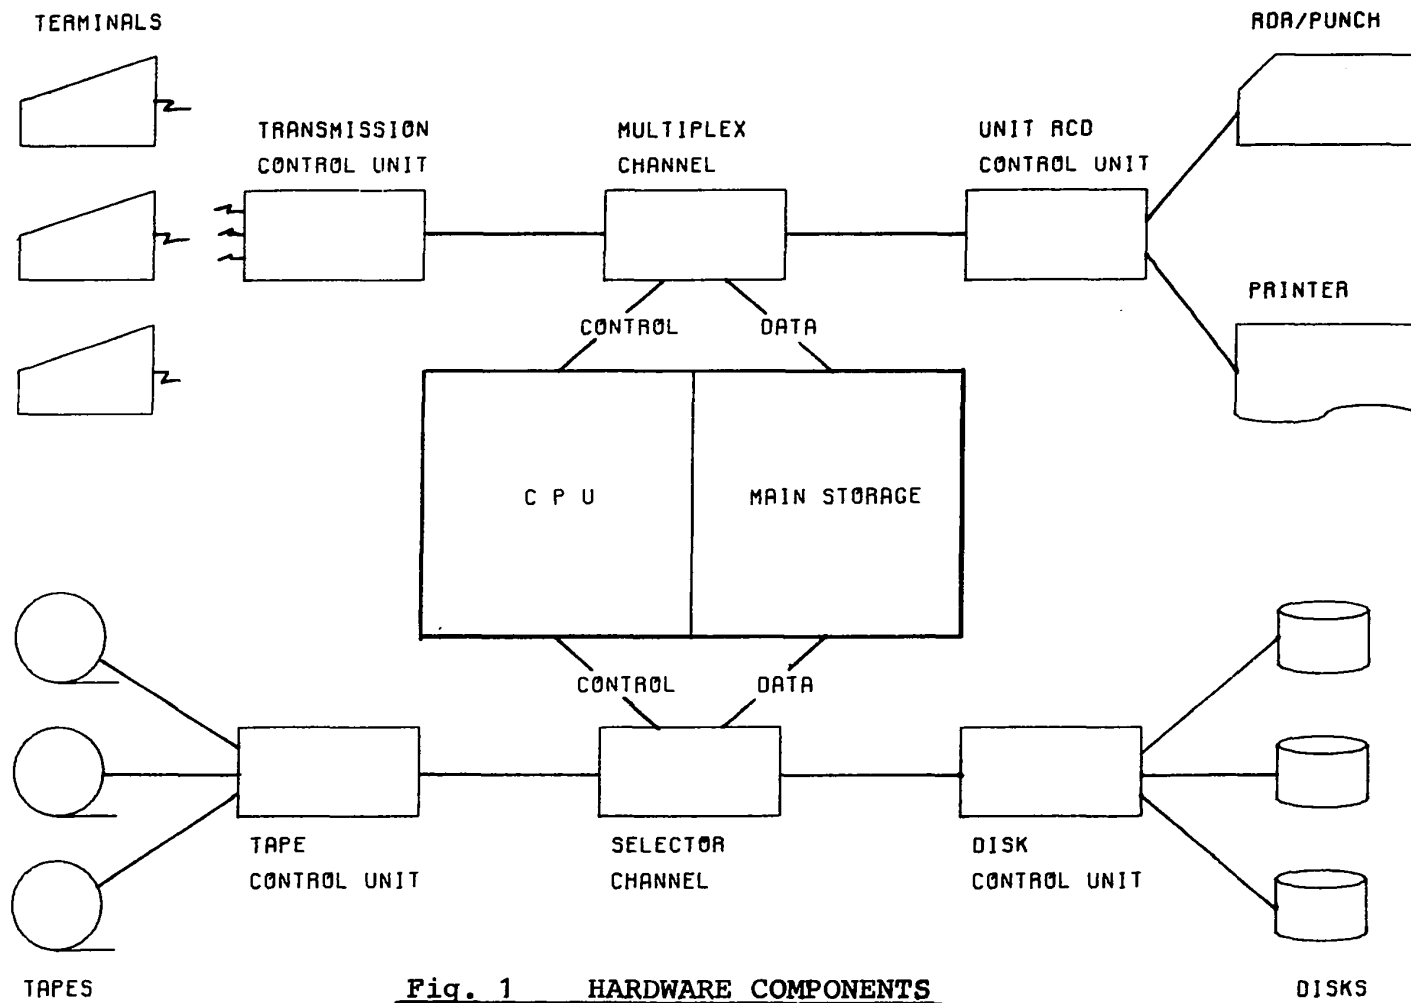 TERMINALS
RDR/PUNCH
TRANSMISSION
CONTROL UNIT
MULTIPLEX
CHANNEL
UNIT RCD
CONTROL UNIT
PRINTER
CONTROL
DATA
C P U
MAIN STORAGE
CONTROL
DATA
TAPE
CONTROL UNIT
SELECTOR
CHANNEL
DISK
CONTROL UNIT
TAPES
Fig. 1 HARDWARE COMPONENTS
DISKS